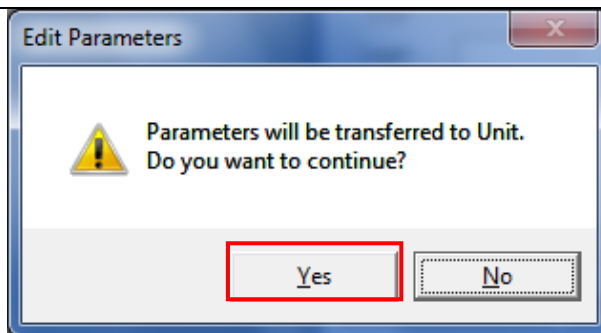 Edit Parameters
Parameters will be transferred to Unit.
Do you want to continue?
Yes
No